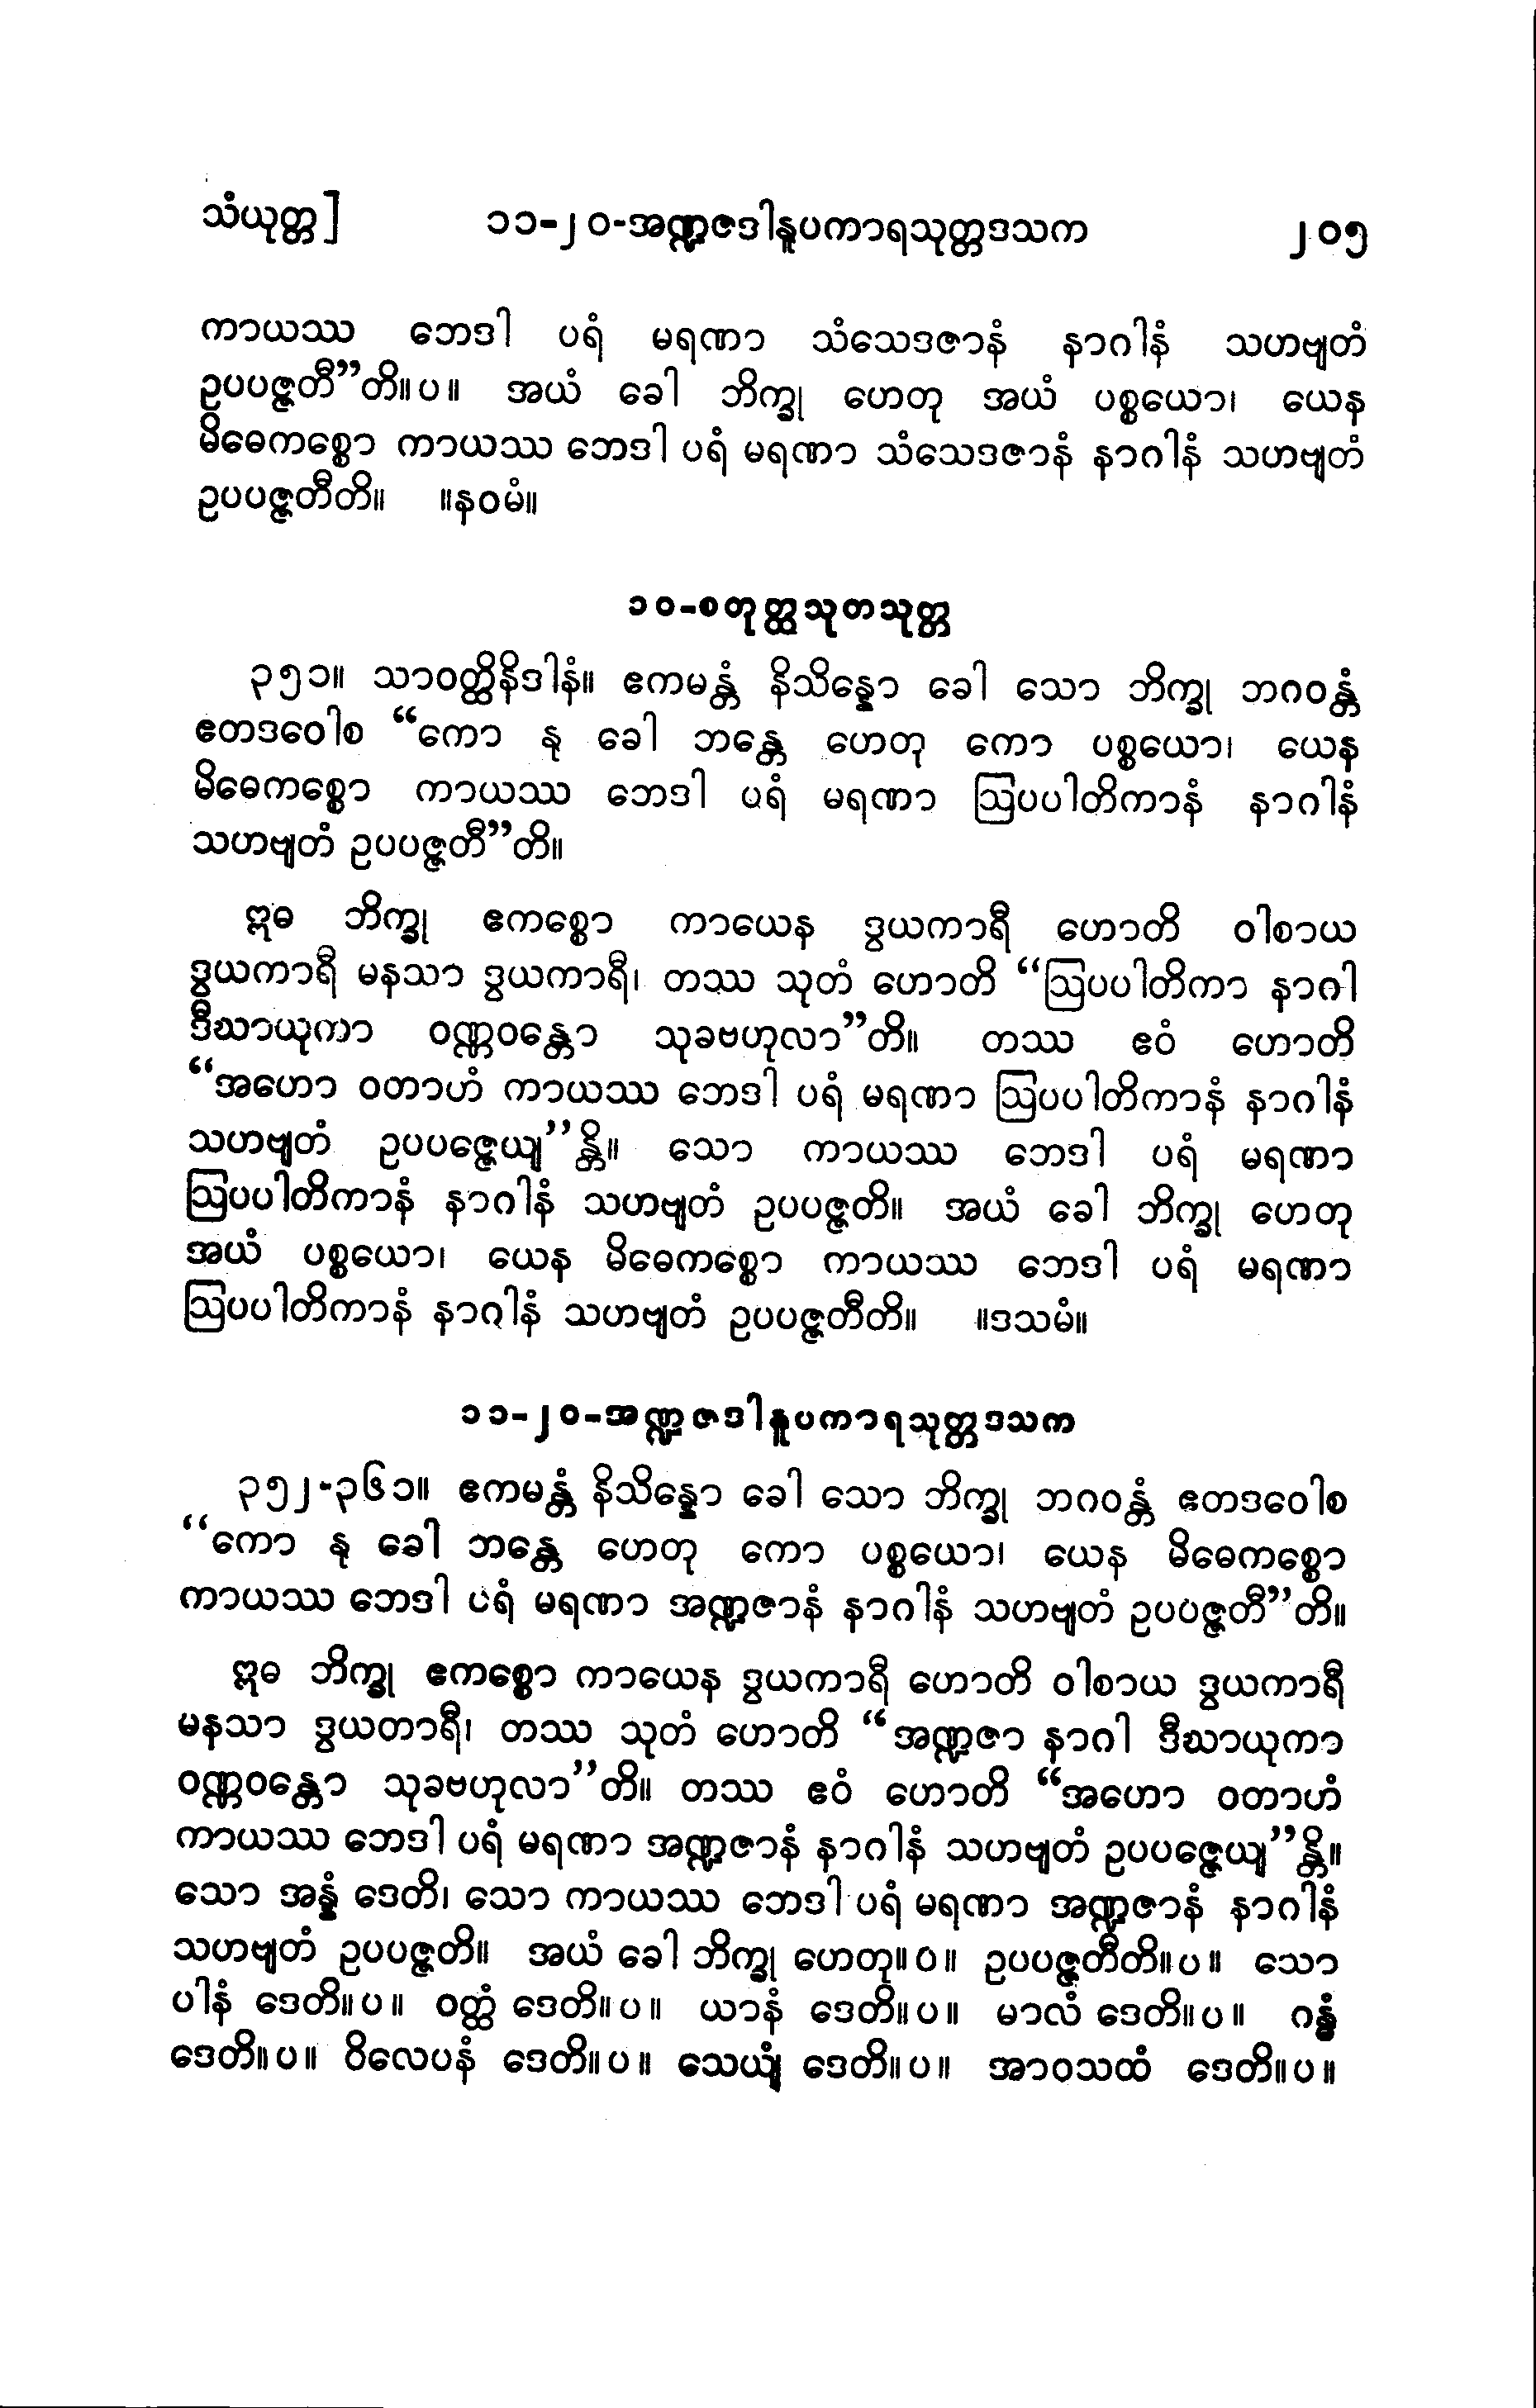 သံယုတ္တ] ၁၁-၂၀-အဏ္ဍဇဒါနူပကာရသုတ္တဒသက ၂၀၅
ကာယဿ ဘေဒါ ပရံ မရဏာ သံသေဒဇာနံ နာဂါနံ သဟဗျတံ
ဥပပဇ္ဇတီ”တိ။ပ။ အယံ ခေါ ဘိက္ခု ဟေတု အယံ ပစ္စယော၊ ယေန
မိဓေကစ္စော ကာယဿ ဘေဒါ ပရံ မရဏာ သံသေဒဇာနံ နာဂါနံ သဟဗျတံ
ဥပပဇ္ဇတီတိ။ ။နဝမံ။
၁၀-စတုတ္ထသုတသုတ္တ
၃၅၁။ သာဝတ္ထိနိဒါနံ။ ဧကမန္တံ နိသိန္နော ခေါ သော ဘိက္ခု ဘဂဝန္တံ
ဧတဒဝေါစ “ကော နု ခေါ ဘန္တေ ဟေတု ကော ပစ္စယော၊ ယေန
မိဓေကစ္စော ကာယဿ ဘေဒါ ပရံ မရဏာ ဩပပါတိကာနံ နာဂါနံ
သဟဗျတံ ဥပပဇ္ဇတီ”တိ။
ဣဓ ဘိက္ခု ဧကစ္စော ကာယေန ဒွယကာရီ ဟောတိ ဝါစာယ
ဒွယကာရီ မနသာ ဒွယကာရီ၊ တဿ သုတံ ဟောတိ “ဩပပါတိကာ နာဂါ
ဒီဃာယုကာ ဝဏ္ဏဝန္တော သုခဗဟုလာ”တိ။ တဿ ဧဝံ ဟောတိ
“အဟော ဝတာဟံ ကာယဿ ဘေဒါ ပရံ မရဏာ ဩပပါတိကာနံ နာဂါနံ
သဟဗျတံ ဥပပဇ္ဇေယျ”န္တိ။ သော ကာယဿ ဘေဒါ ပရံ မရဏာ
ဩပပါတိကာနံ နာဂါနံ သဟဗျတံ ဥပပဇ္ဇတိ။ အယံ ခေါ ဘိက္ခု ဟေတု
အယံ ပစ္စယော၊ ယေန မိဓေကစ္စော ကာယဿ ဘေဒါ ပရံ မရဏာ
ဩပပါတိကာနံ နာဂါနံ သဟဗျတံ ဥပပဇ္ဇတီတိ။ ။ဒသမံ။
၁၁-၂၀-အဏ္ဍဇဒါနူပကာရသုတ္တဒသက
၃၅၂-၃၆၁။ ဧကမန္တံ နိသိန္နော ခေါ သော ဘိက္ခု ဘဂဝန္တံ ဧတဒဝေါစ
“ကော နု ခေါ ဘန္တေ ဟေတု ကော ပစ္စယော၊ ယေန မိဓေကစ္စော
ကာယဿ ဘေဒါ ပရံ မရဏာ အဏ္ဍဇာနံ နာဂါနံ သဟဗျတံ ဥပပဇ္ဇတီ”တိ။
ဣဓ ဘိက္ခု ဧကစ္စော ကာယေန ဒွယကာရီ ဟောတိ ဝါစာယ ဒွယကာရီ
မနသာ ဒွယတာရီ၊ တဿ သုတံ ဟောတိ “အဏ္ဍဇာ နာဂါ ဒီဃာယုကာ
ဝဏ္ဏဝန္တော သုခဗဟုလာ”တိ။ တဿ ဧဝံ ဟောတိ “အဟော ဝတာဟံ
ကာယဿ ဘေဒါ ပရံ မရဏာ အဏ္ဍဇာနံ နာဂါနံ သဟဗျတံ ဥပပဇ္ဇေယျ”န္တိ။
သော အန္နံ ဒေတိ၊ သော ကာယဿ ဘေဒါ ပရံ မရဏာ အဏ္ဍဇာနံ နာဂါနံ
သဟဗျတံ ဥပပဇ္ဇတိ။ အယံ ခေါ ဘိက္ခု ဟေတု။ပ။ ဥပပဇ္ဇတီတိ။ပ။ သော
ပါနံ ဒေတိ။ပ။ ဝတ္ထံ ဒေတိ။ပ။ ယာနံ ဒေတိ။ပ။ မာလံ ဒေတိ။ပ။ ဂန္ဓံ
ဒေတိ။ပ။ ဝိလေပနံ ဒေတိ။ပ။ သေယျံ ဒေတိ။ပ။ အာဝသထံ ဒေတိ။ပ။